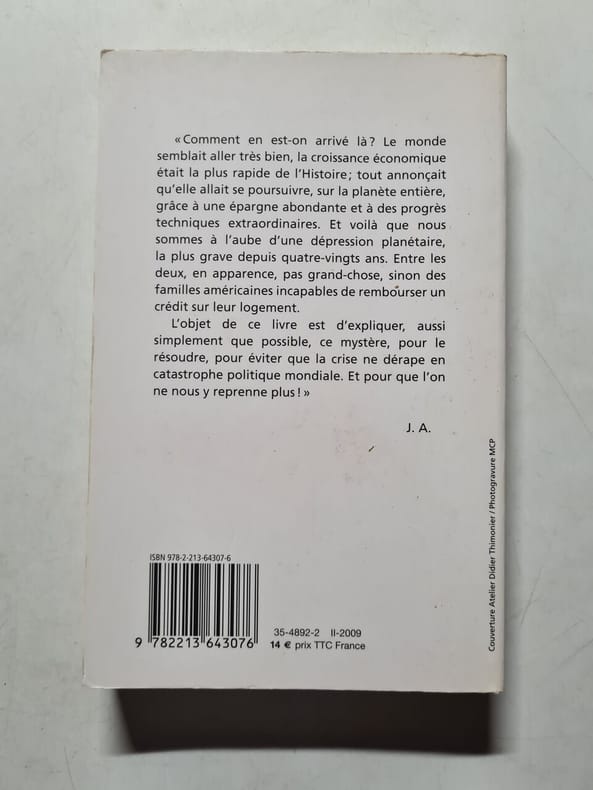 « Comment en est-on arrivé là ? Le monde
semblait aller très bien, la croissance économique
était la plus rapide de l'Histoire ; tout annonçait
qu'elle allait se poursuivre, sur la planète entière,
grâce à une épargne abondante et à des progrès
techniques extraordinaires. Et voilà que nous
sommes à l'aube d'une dépression planétaire,
la plus grave depuis quatre-vingts ans. Entre les
deux, en apparence, pas grand-chose, sinon des
familles américaines incapables de rembourser un
crédit sur leur logement.
L'objet de ce livre est d'expliquer, aussi
simplement que possible, ce mystère, pour le
résoudre, pour éviter que la crise ne dérape en
catastrophe politique mondiale. Et pour que l'on
ne nous y reprenne plus ! »
J. A.
Couverture Atelier Didier Thimonier / Photogravure MCP
ISBN 978-2-213-64307-6
9 782213 643076
35-4892-2 II-2009
14 € prix TTC France